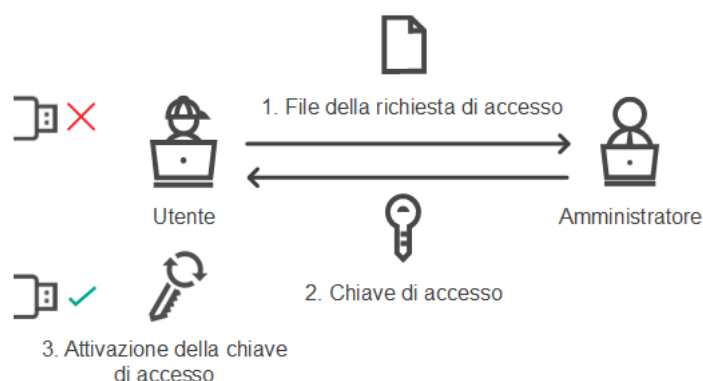 1. File della richiesta di accesso
Utente
Amministratore
2. Chiave di accesso
3. Attivazione della chiave
di accesso